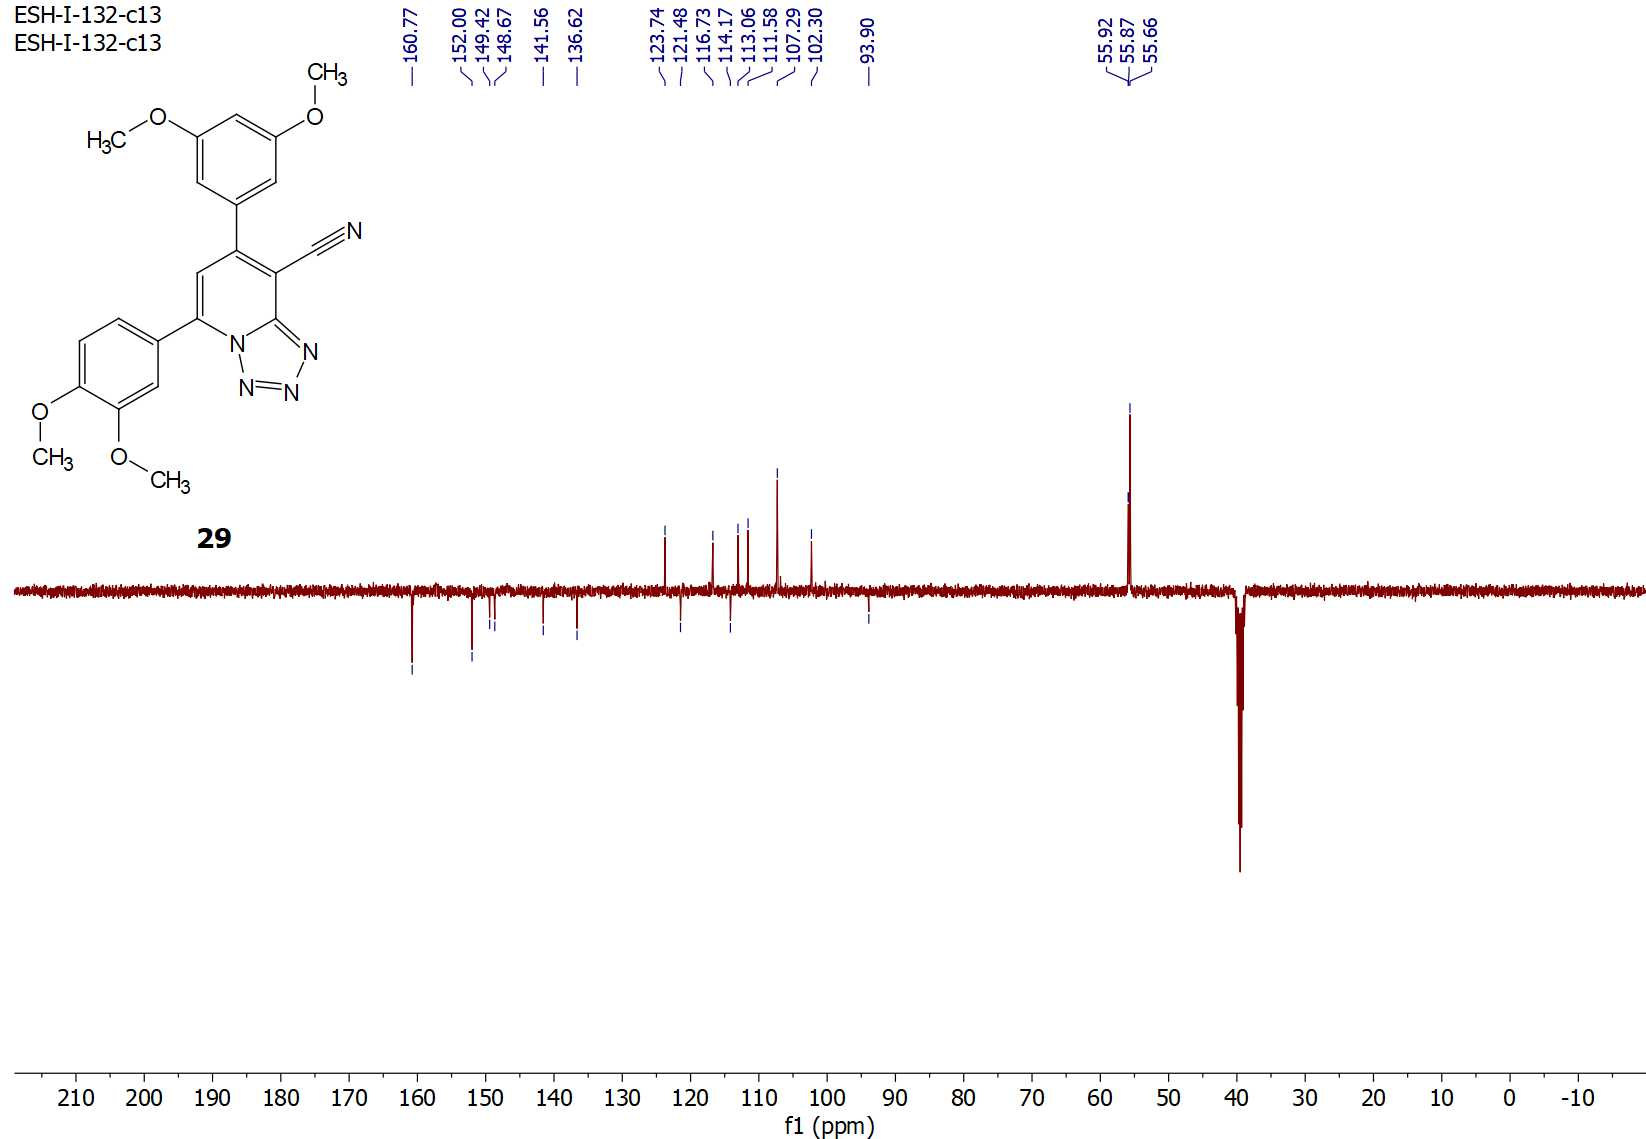 ESH-I-132-c13
ESH-I-132-c13
160.77
152.00
149.42
148.67
141.56
136.62
123.74
121.48
116.73
114.17
113.06
111.58
107.29
102.30
93.90
55.92
55.87
55.66
CH3
O
O
H3C
N
N
N
N
N
O
CH3
O
CH3
29
210 200 190 180 170 160 150 140 130 120 110 100 90 80 70 60 50 40 30 20 10 0 -10
f1 (ppm)